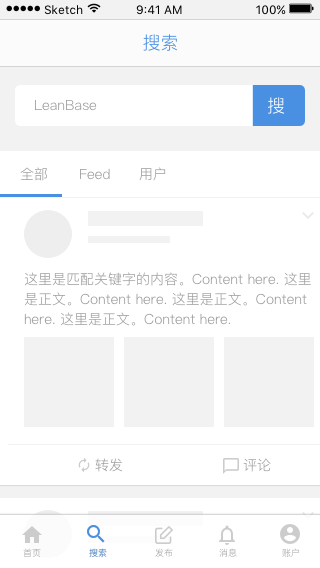 Sketch 9:41 AM 100%
搜索
LeanBase 搜
全部 Feed 用户
这里是匹配关键字的内容。Content here. 这里
是正文。Content here. 这里是正文。Content
here. 这里是正文。Content here.
转发 评论
首页 搜索 发布 消息 账户